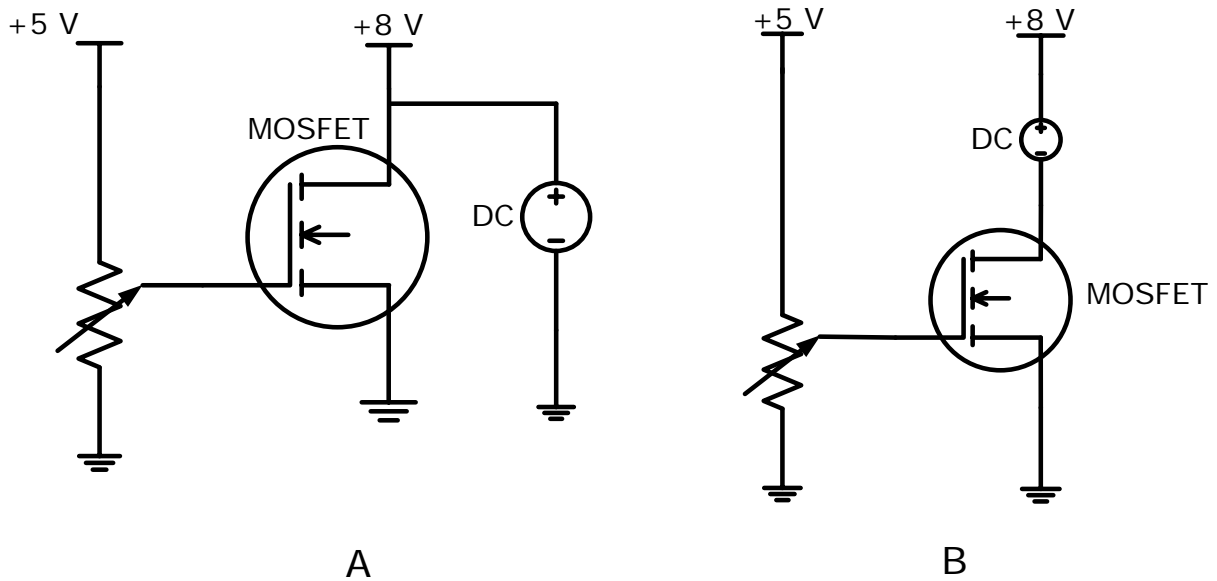 +5 V
+8 V
MOSFET
DC
+5 V
+8 V
DC
MOSFET
A
B